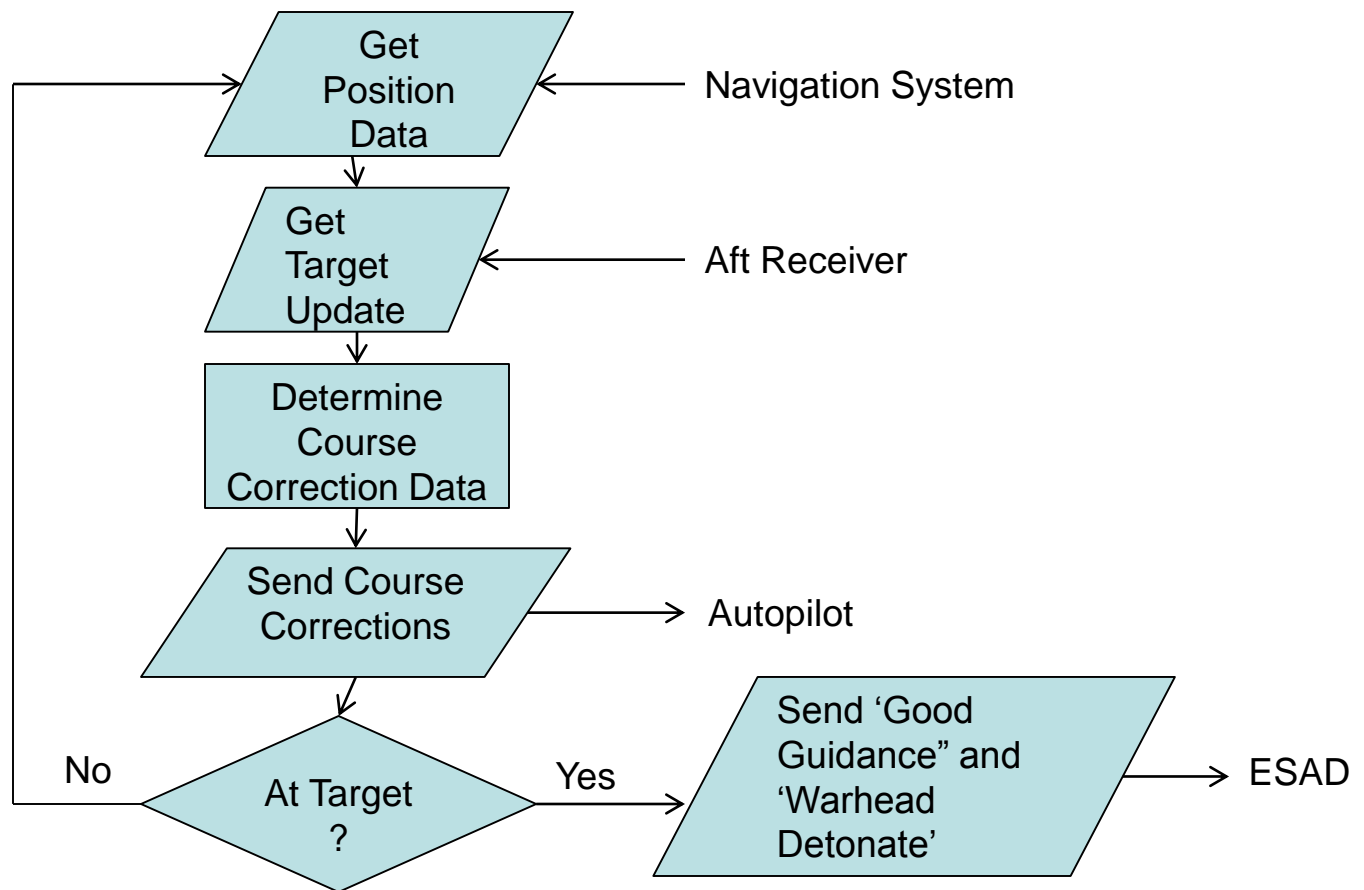 Get
Position
Data
Navigation System
Get
Target
Update
Aft Receiver
Determine
Course
Correction Data
Send Course
Corrections
Autopilot
No
At Target
?
Yes
Send ‘Good
Guidance” and
‘Warhead
Detonate’
ESAD